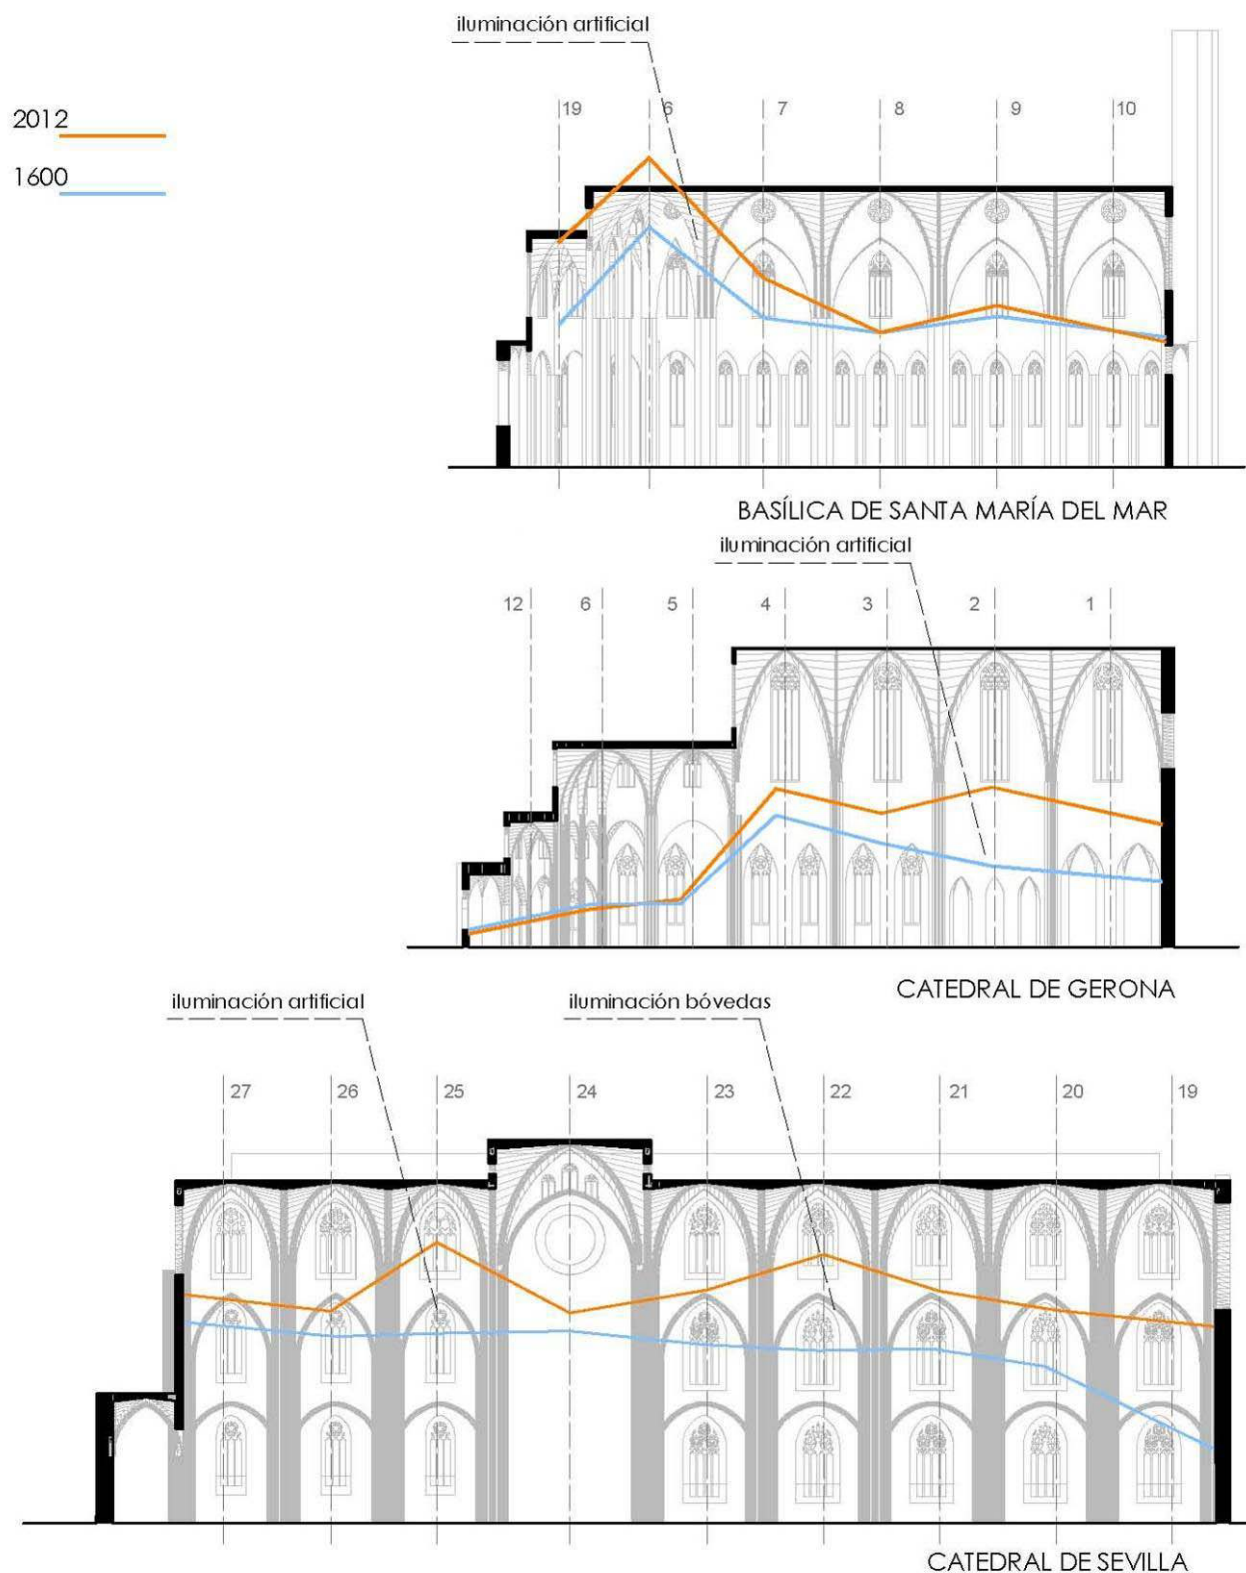 iluminación artificial
2012
1600
19 6 7 8 9 10
BASÍLICA DE SANTA MARÍA DEL MAR
iluminación artificial
12 6 5 4 3 2 1
CATEDRAL DE GERONA
iluminación artificial iluminación bóvedas
27 26 25 24 23 22 21 20 19
CATEDRAL DE SEVILLA